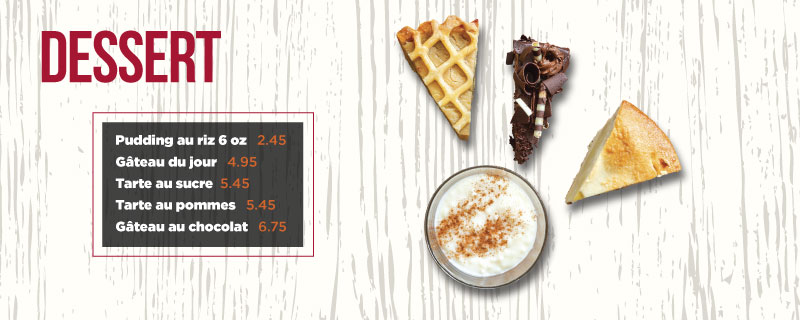 DESSERT
Pudding au riz 6 oz 2.45
Gâteau du jour 4.95
Tarte au sucre 5.45
Tarte au pommes 5.45
Gâteau au chocolat 6.75